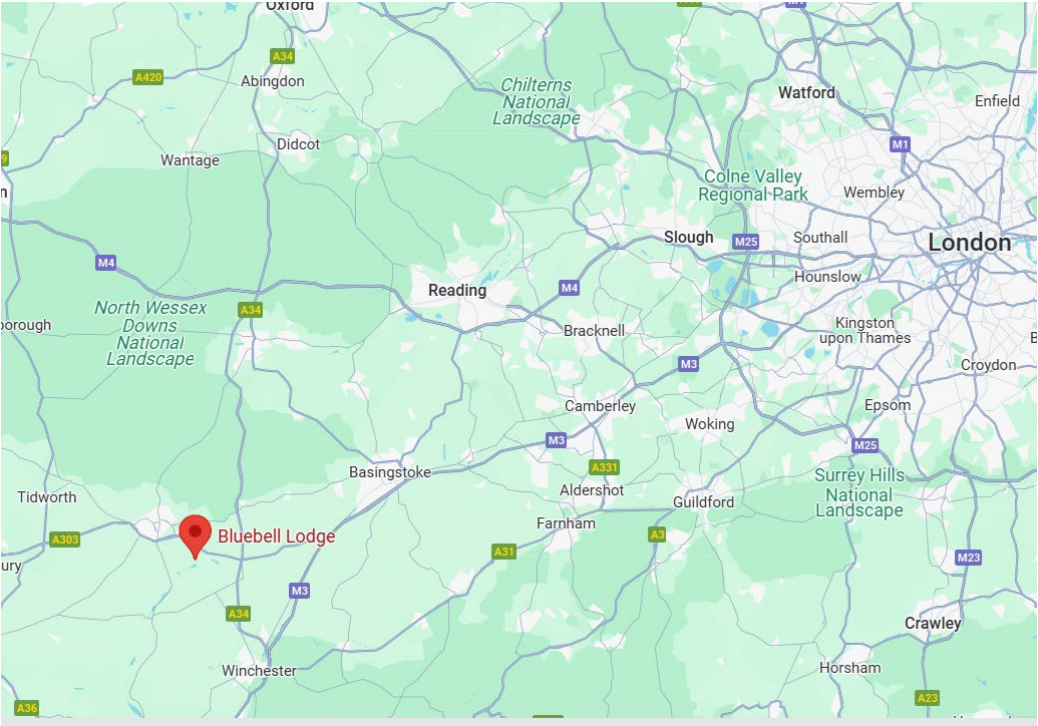 Oxford
A34
M1
A420
Abingdon
Chilterns
National
Landscape
Watford
Enfield
Didcot
Wantage
M1
Colne Valley
Regional Park
Wembley
Slough
M25
Southall
London
M4
Hounslow
M4
Reading
North Wessex
Downs
National
Landscape
A34
borough
Bracknell
Kingston
upon Thames
Croydon
M3
Camberley
Epsom
Woking
M3
M25
Basingstoke
A331
Surrey Hills
National
Landscape
Tidworth
Aldershot
Guildford
Farnham
A303
Bluebell Lodge
A3
A31
M23
ury
M3
A34
Crawley
Winchester
Horsham
A36
A23